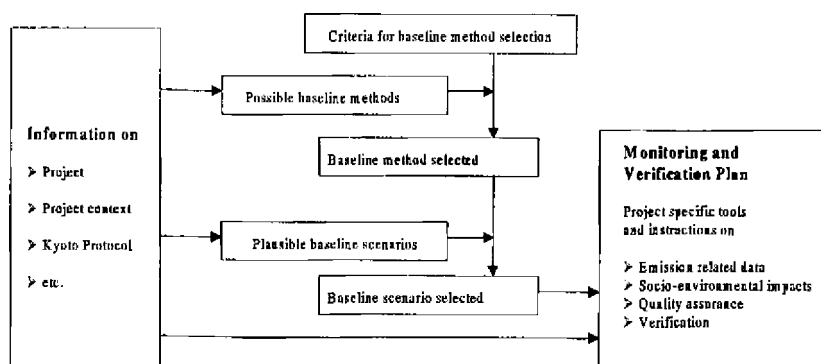 Criteria for baseline method selection
Possible baseline methods
Information on
➢ Project
➢ Project context
➢ Kyoto Protocol
➢ etc.
Baseline method selected
Plausible baseline scenarios
Baseline scenario selected
Monitoring and
Verification Plan
Project specific tools
and instructions on
➢ Emission related data
➢ Socio-environmental impacts
➢ Quality assurance
➢ Verification